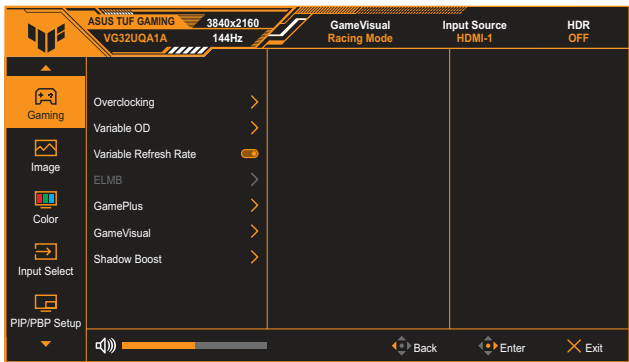 ASUS TUF GAMING 3840x2160 GameVisual Input Source HDR
VG32UQA1A 144Hz Racing Mode HDMI-1 OFF
Gaming
Image
Color
Input Select
PIP/PBP Setup
Overclocking
Variable OD
Variable Refresh Rate
ELMB
GamePlus
GameVisual
Shadow Boost
Back Enter Exit